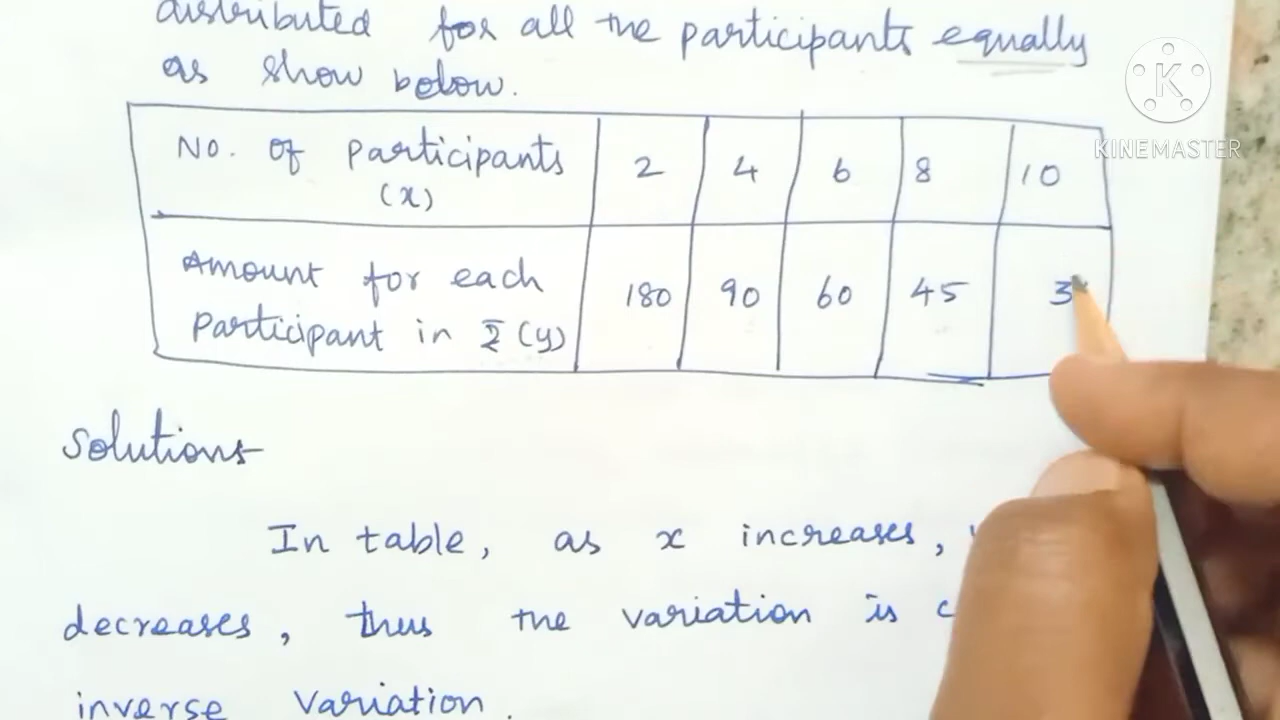 distributed for all the participants equally
as show below.
No. of participants (x) 2 4 6 8 10
Amount for each participant in ₹ (y) 180 90 60 45
Solutions
In table, as x increases,
decreases, thus the variation is
inverse variation.
K
KINEMASTER